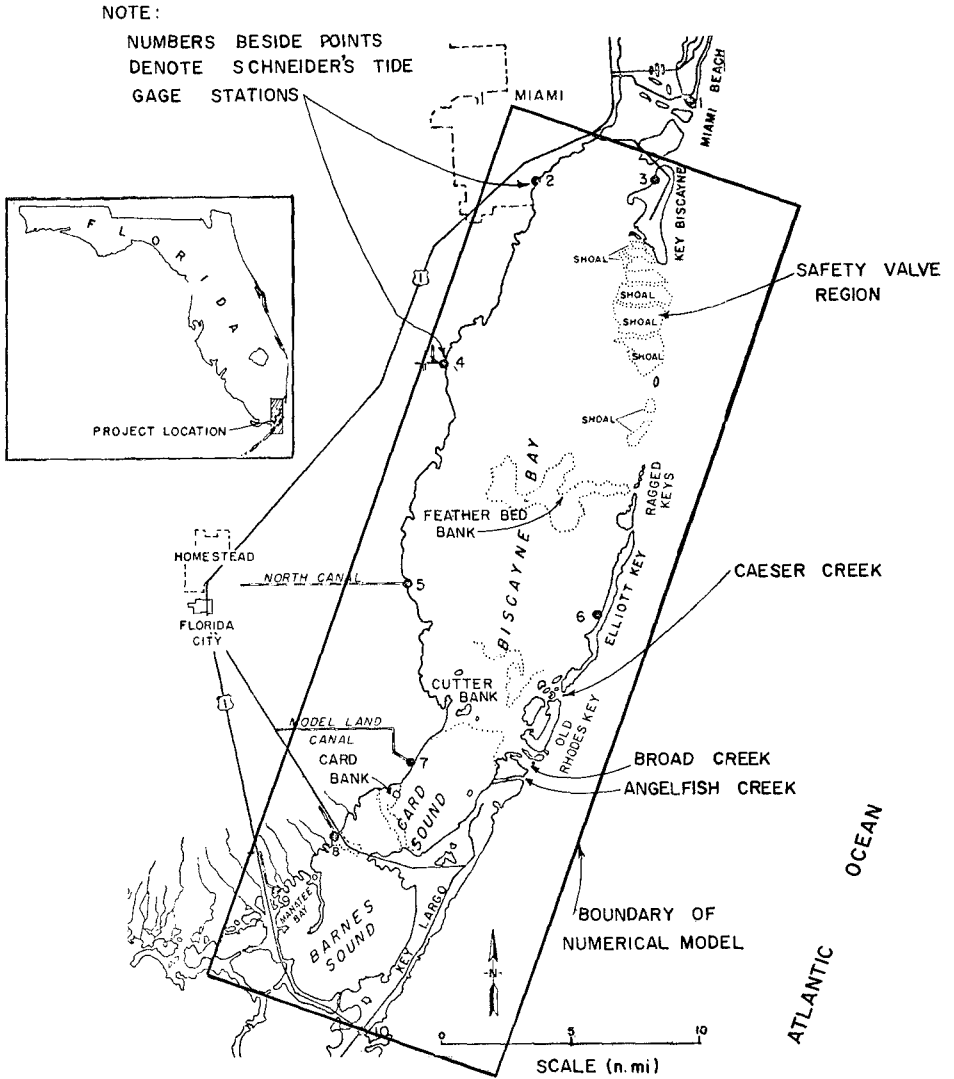 NOTE:
NUMBERS BESIDE POINTS
DENOTE SCHNEIDER'S TIDE
GAGE STATIONS
MIAMI
MIAMI BEACH
1
2
3
KEY BISCAYNE
FLORIDA
PROJECT LOCATION
1
SHOAL
SHOAL
SHOAL
SHOAL
SAFETY VALVE
REGION
4
SHOAL
BISCAYNE BAY
FEATHER BED
BANK
RAGGED
KEYS
HOMESTEAD
NORTH CANAL
5
CAESER CREEK
FLORIDA
CITY
6
ELLIOTT KEY
1
CUTTER
BANK
OLD
RHODES KEY
MODEL LAND
CANAL
CARD
BANK
7
BROAD CREEK
ANGELFISH CREEK
CARD
SOUND
8
MANATEE
BAY
BARNES
SOUND
KEY LARGO
BOUNDARY OF
NUMERICAL MODEL
ATLANTIC OCEAN
N
10
0 5 10
SCALE (n.mi)